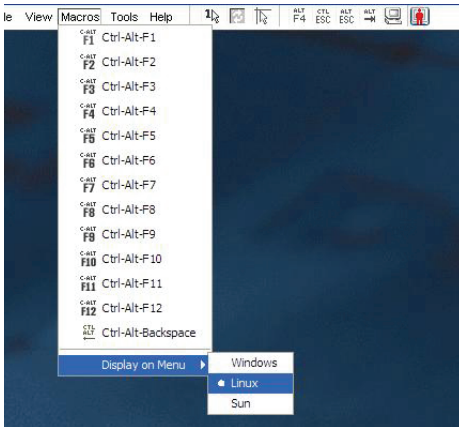 le View Macros Tools Help 1 ALT F4 CTL ESC ALT ESC ALT
C-ALT F1 Ctrl-Alt-F1
C-ALT F2 Ctrl-Alt-F2
C-ALT F3 Ctrl-Alt-F3
C-ALT F4 Ctrl-Alt-F4
C-ALT F5 Ctrl-Alt-F5
C-ALT F6 Ctrl-Alt-F6
C-ALT F7 Ctrl-Alt-F7
C-ALT F8 Ctrl-Alt-F8
C-ALT F9 Ctrl-Alt-F9
C-ALT F10 Ctrl-Alt-F10
C-ALT F11 Ctrl-Alt-F11
C-ALT F12 Ctrl-Alt-F12
CTL ALT Ctrl-Alt-Backspace
Display on Menu
Windows
Linux
Sun